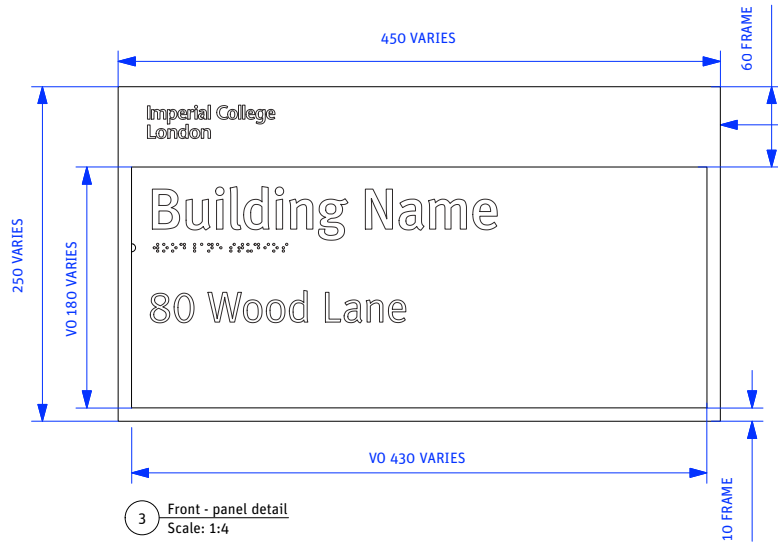 450 VARIES
60 FRAME
Imperial College
London
250 VARIES
VO 180 VARIES
Building Name
80 Wood Lane
VO 430 VARIES
10 FRAME
3
Front - panel detail
Scale: 1:4